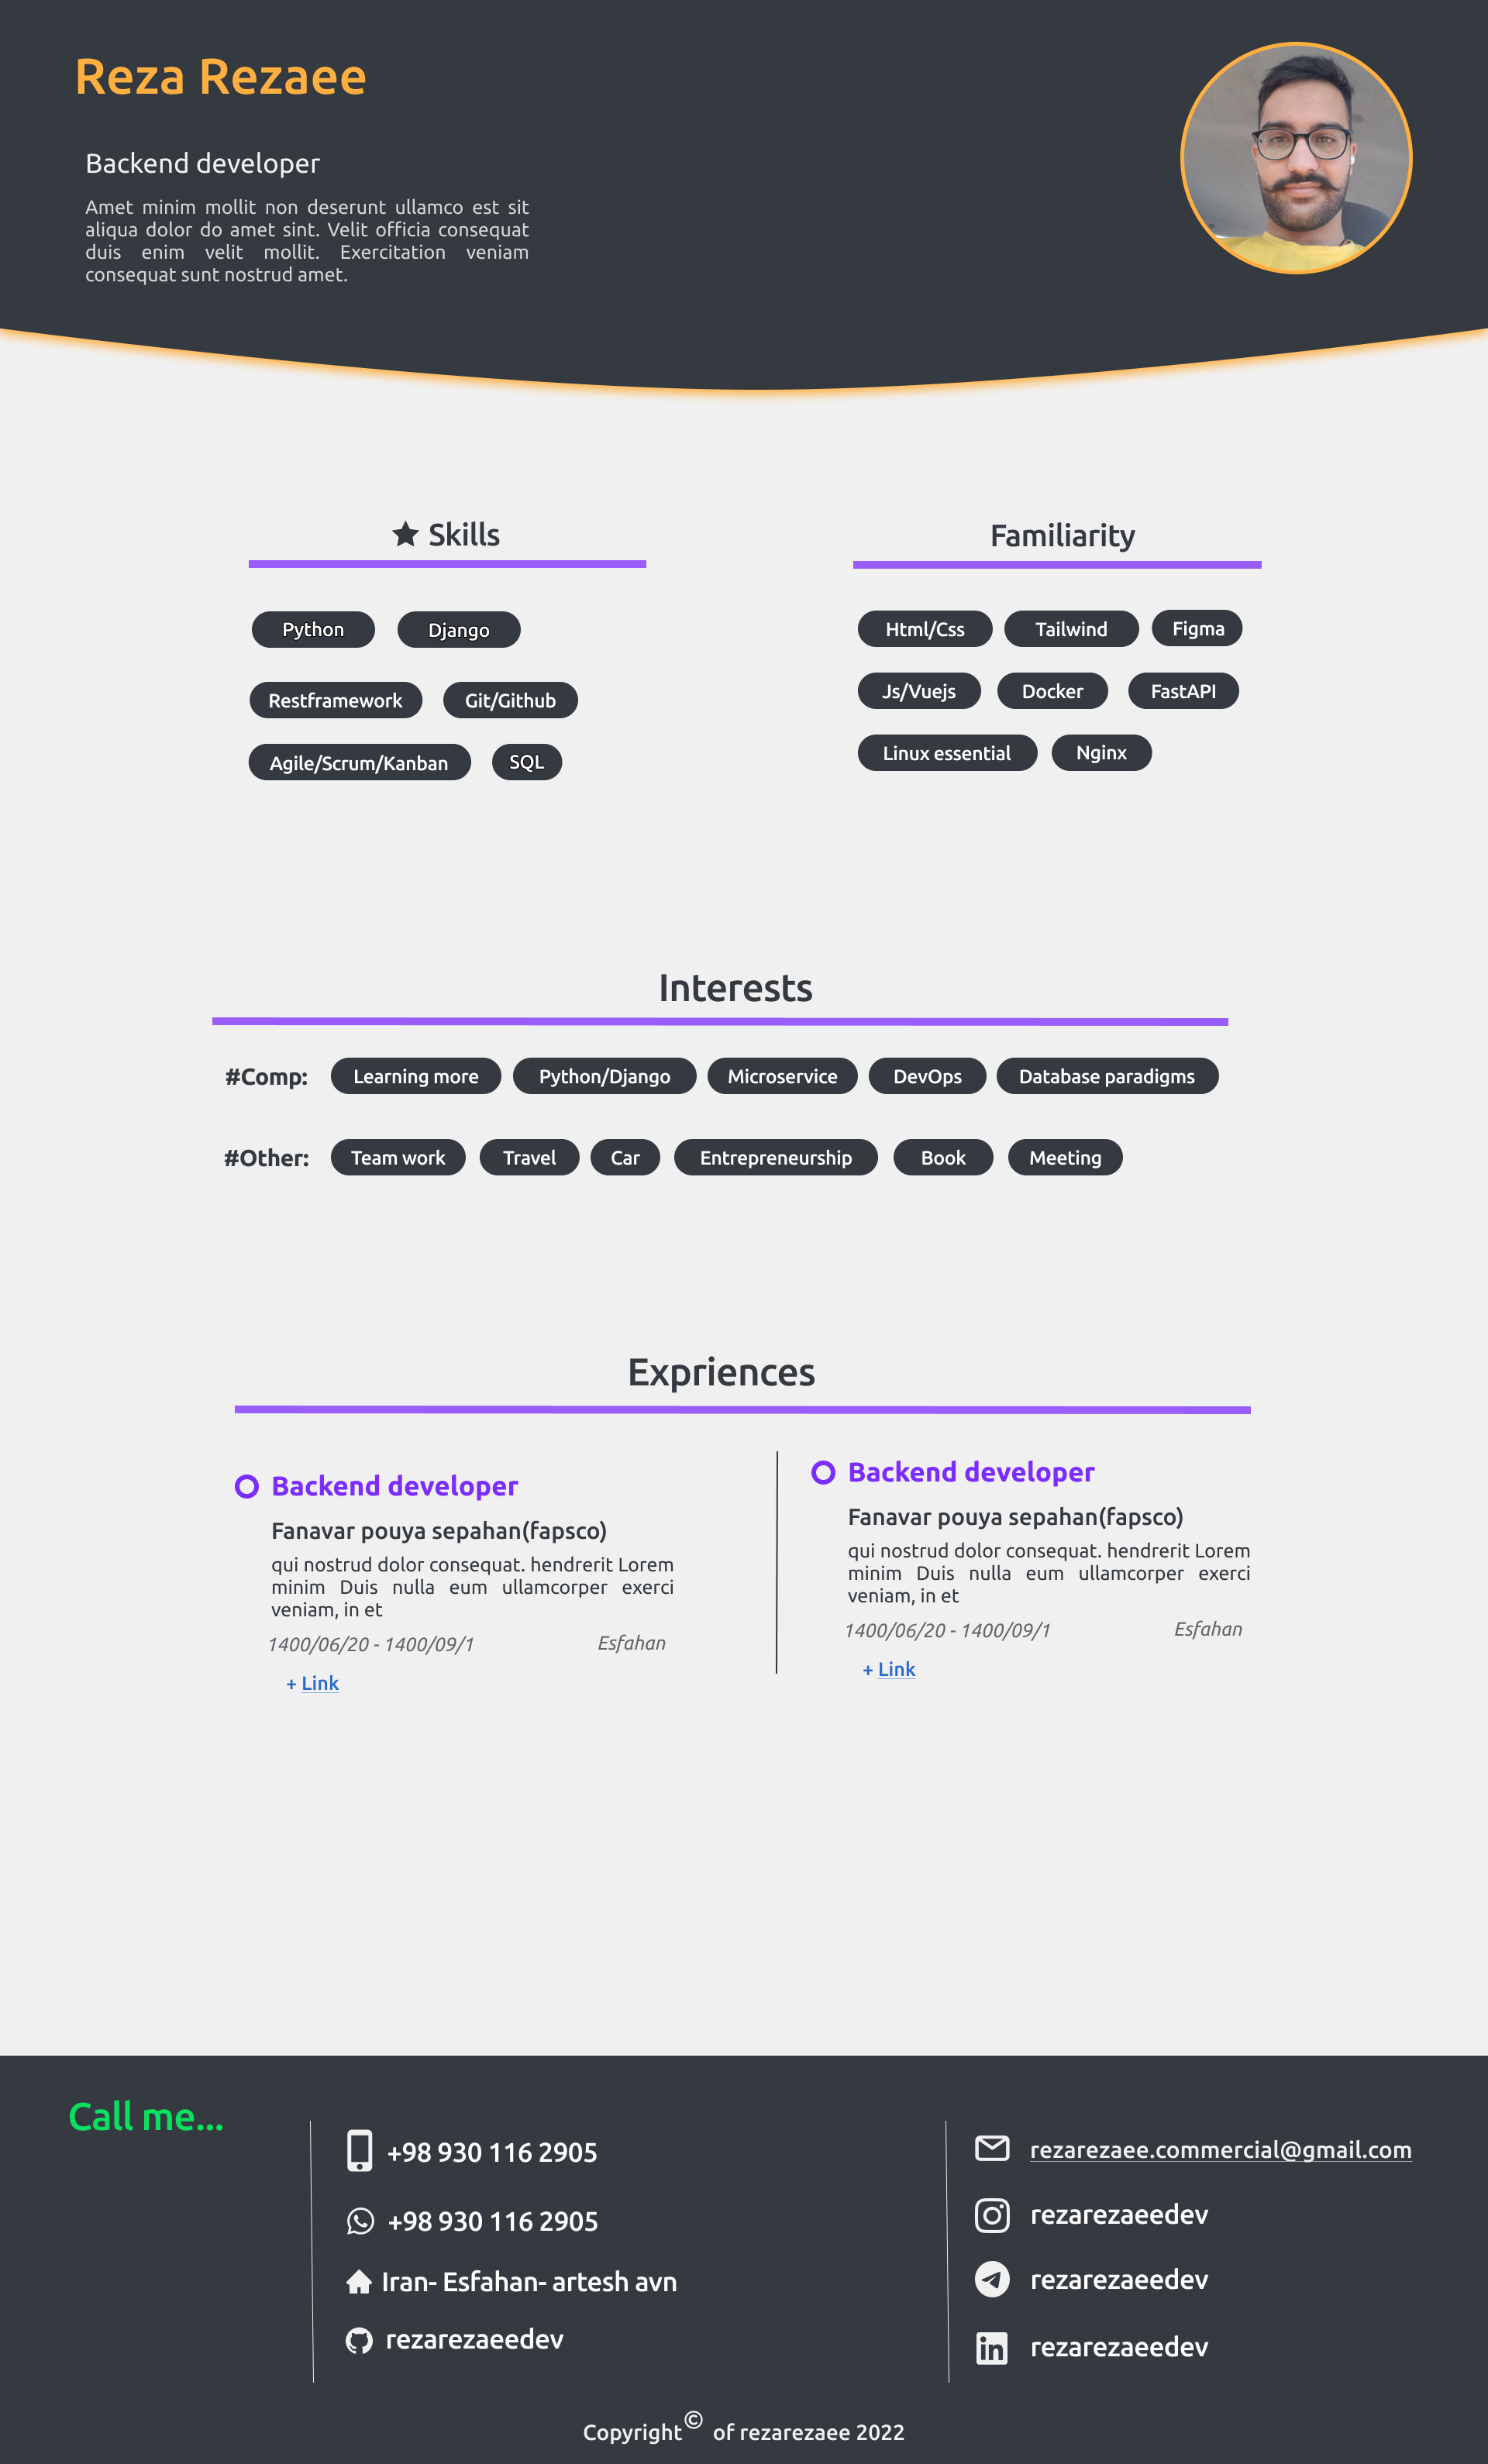 Reza Rezaee
Backend developer
Amet minim mollit non deserunt ullamco est sit
aliqua dolor do amet sint. Velit officia consequat
duis enim velit mollit. Exercitation veniam
consequat sunt nostrud amet.
Skills
Python Django
Restframework Git/Github
Agile/Scrum/Kanban SQL
Familiarity
Html/Css Tailwind Figma
Js/Vuejs Docker FastAPI
Linux essential Nginx
Interests
#Comp: Learning more Python/Django Microservice DevOps Database paradigms
#Other: Team work Travel Car Entrepreneurship Book Meeting
Expriences
Backend developer
Fanavar pouya sepahan(fapsco)
qui nostrud dolor consequat. hendrerit Lorem
minim Duis nulla eum ullamcorper exerci
veniam, in et
1400/06/20 - 1400/09/1 Esfahan
+ Link
Backend developer
Fanavar pouya sepahan(fapsco)
qui nostrud dolor consequat. hendrerit Lorem
minim Duis nulla eum ullamcorper exerci
veniam, in et
1400/06/20 - 1400/09/1 Esfahan
+ Link
Call me...
+98 930 116 2905
+98 930 116 2905
Iran- Esfahan- artesh avn
rezarezaeedev
rezarezaee.commercial@gmail.com
rezarezaeedev
rezarezaeedev
rezarezaeedev
Copyright© of rezarezaee 2022